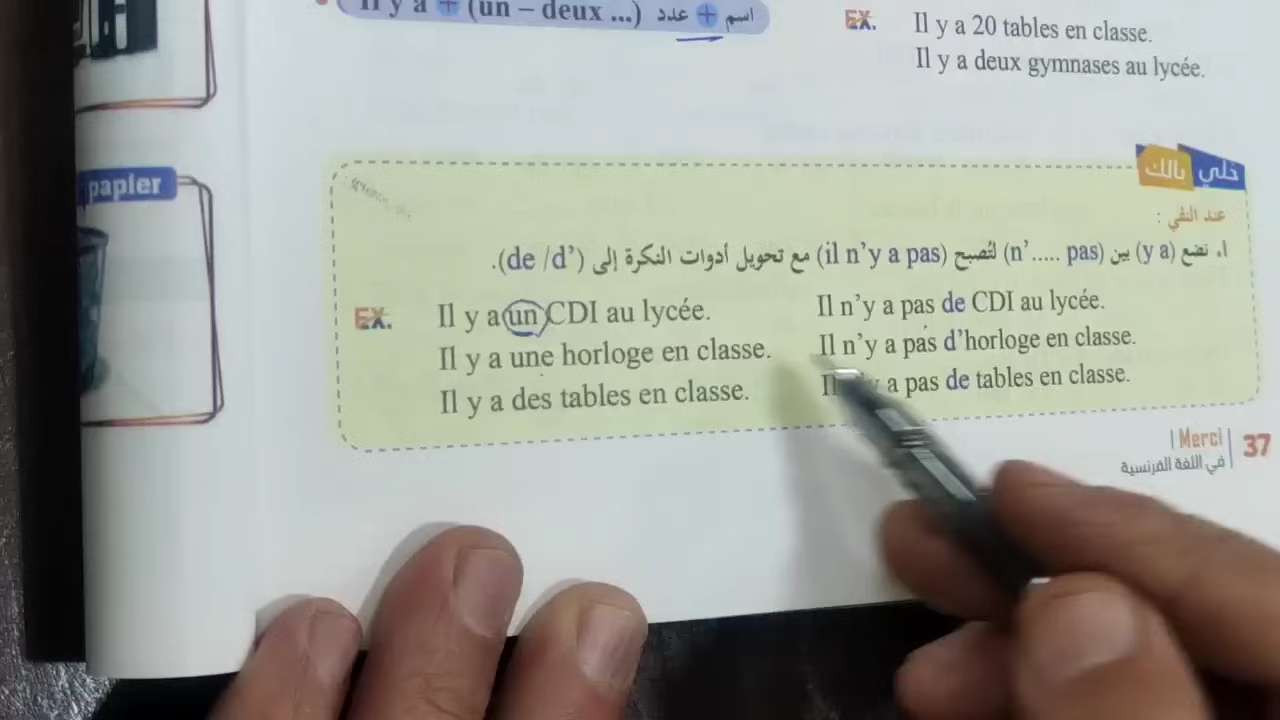 Il y a + (un – deux ...) اسم + عدد
EX. Il y a 20 tables en classe.
Il y a deux gymnases au lycée.
papier
خلي بالك
عند النفي :
١. نضع (y a) بين (n’..... pas) لتُصبح (il n’y a pas) مع تحويل أدوات النكرة إلى (de /d’).
EX. Il y a un CDI au lycée. Il n’y a pas de CDI au lycée.
Il y a une horloge en classe. Il n’y a pas d’horloge en classe.
Il y a des tables en classe. Il n’y a pas de tables en classe.
Merci
في اللغة الفرنسية
37